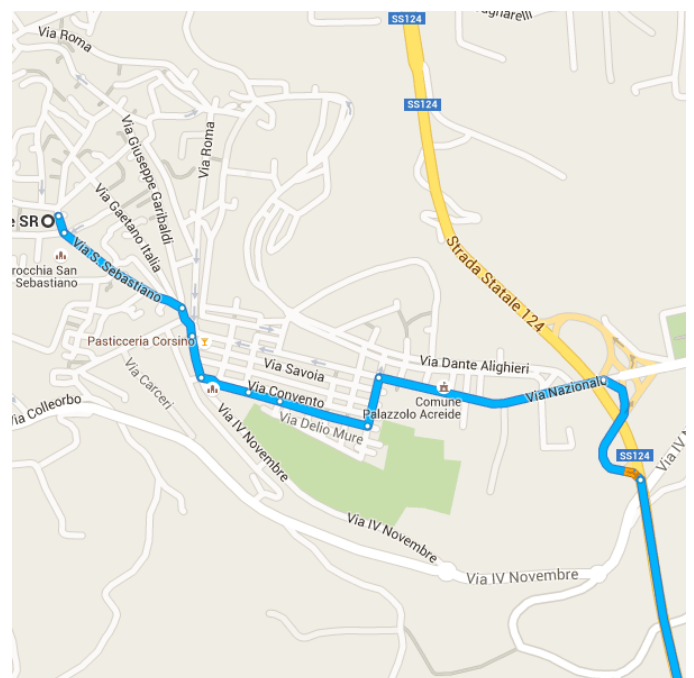 SS124
Via Roma
SS124
Via Giuseppe Garibaldi
Via Roma
Via Gaetano Italia
e SR
Via S. Sebastiano
rocchia San
Sebastiano
Strada Statale 124
Pasticceria Corsino
Via Savoia
Via Dante Alighieri
Via Carceri
Via Convento
Comune
Palazzolo Acreide
Via Nazional
Via Colleorbo
Via Delio Mure
Via IV Novembre
SS124
Via IV N
Via IV Novembre
Via IV Novembre